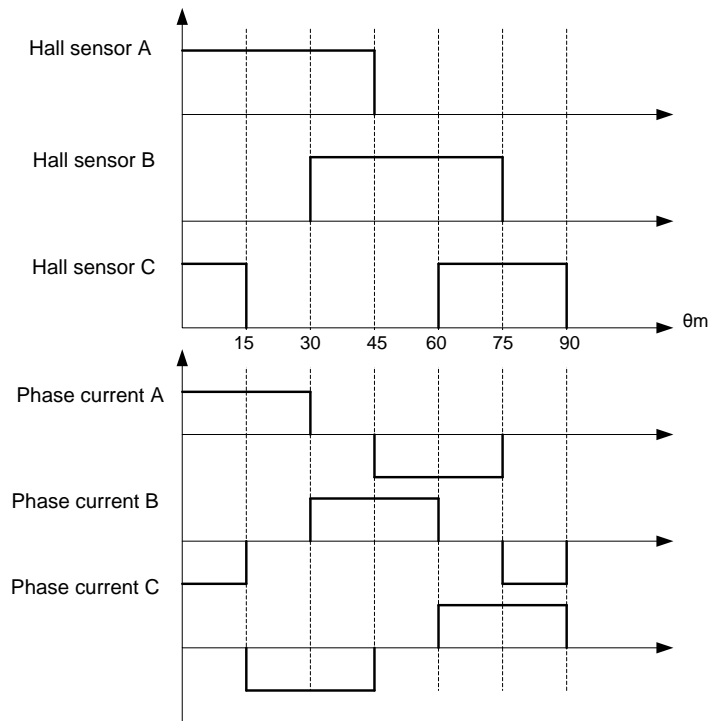 Hall sensor A
Hall sensor B
Hall sensor C
θm
15 30 45 60 75 90
Phase current A
Phase current B
Phase current C